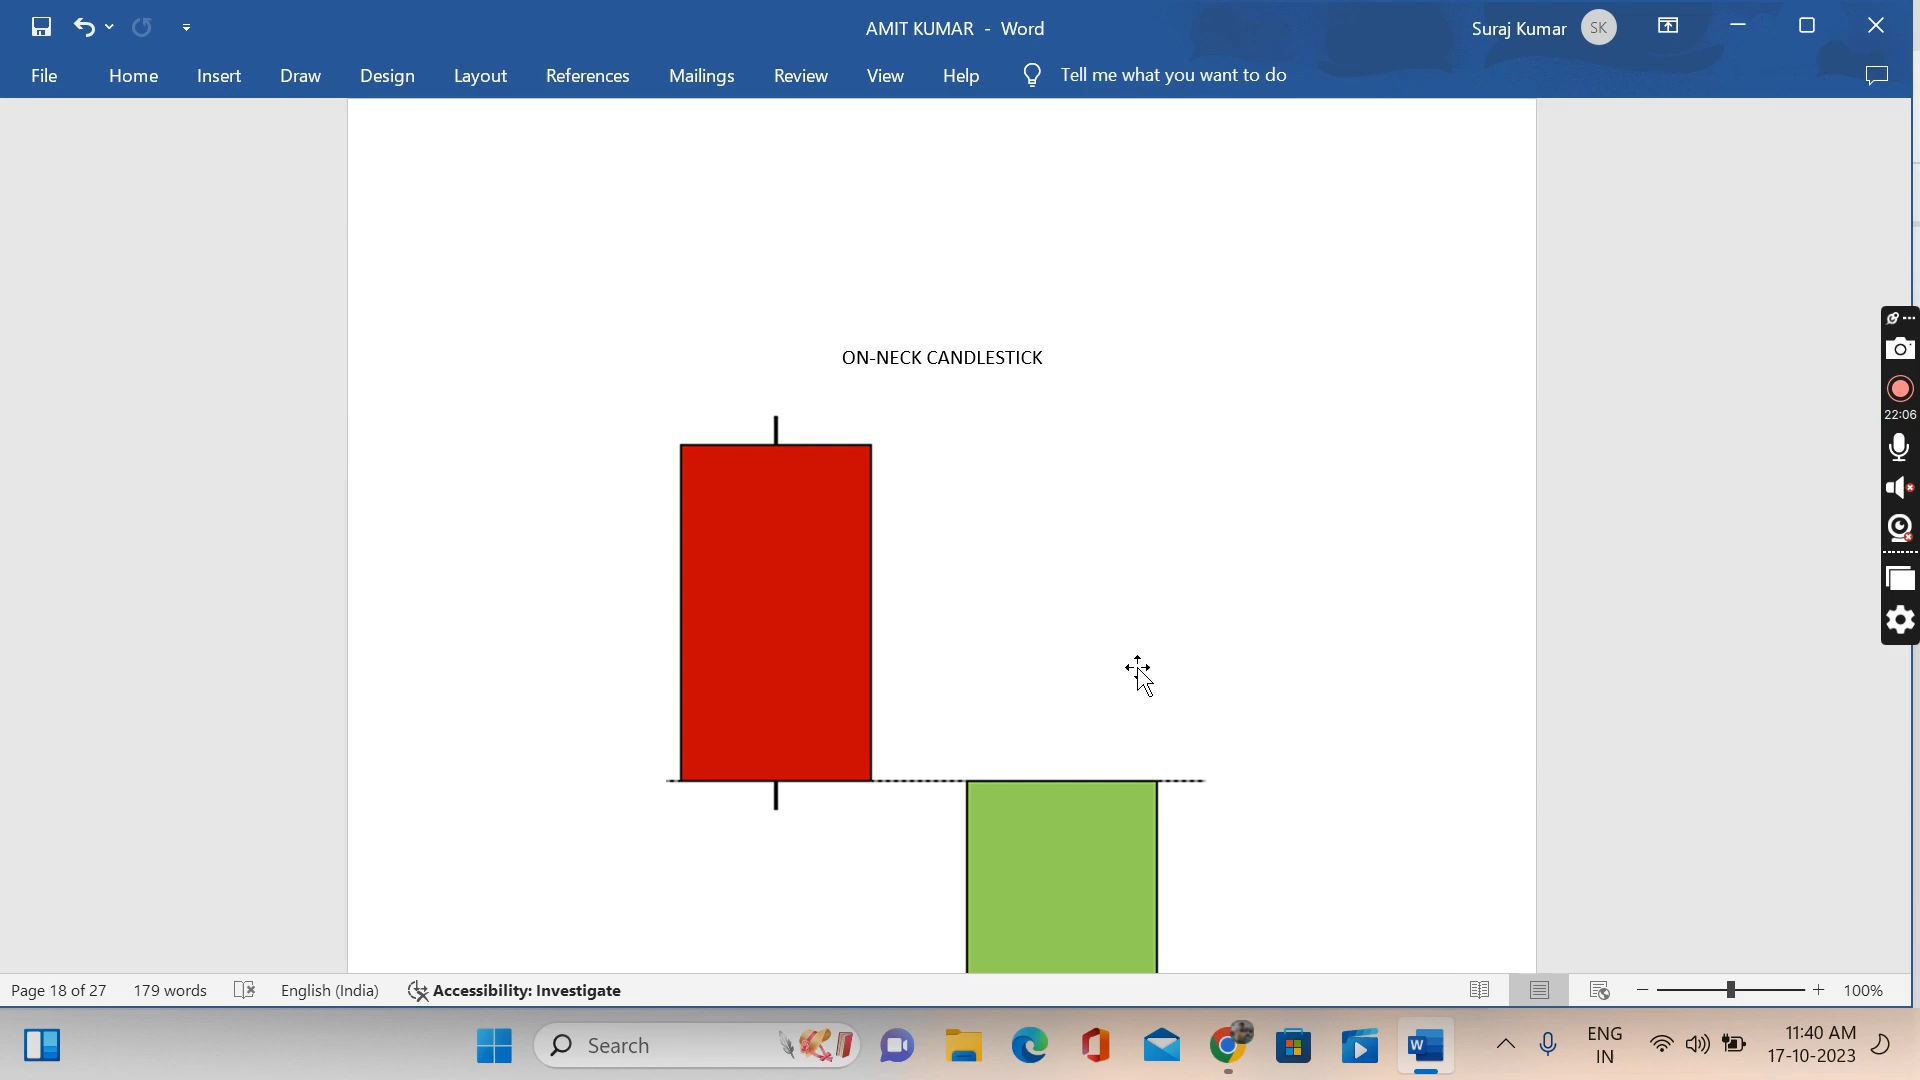 AMIT KUMAR - Word
Suraj Kumar
SK
File Home Insert Draw Design Layout References Mailings Review View Help Tell me what you want to do
ON-NECK CANDLESTICK
22:06
Page 18 of 27 179 words English (India) Accessibility: Investigate 100%
Search
W
ENG
IN
11:40 AM
17-10-2023